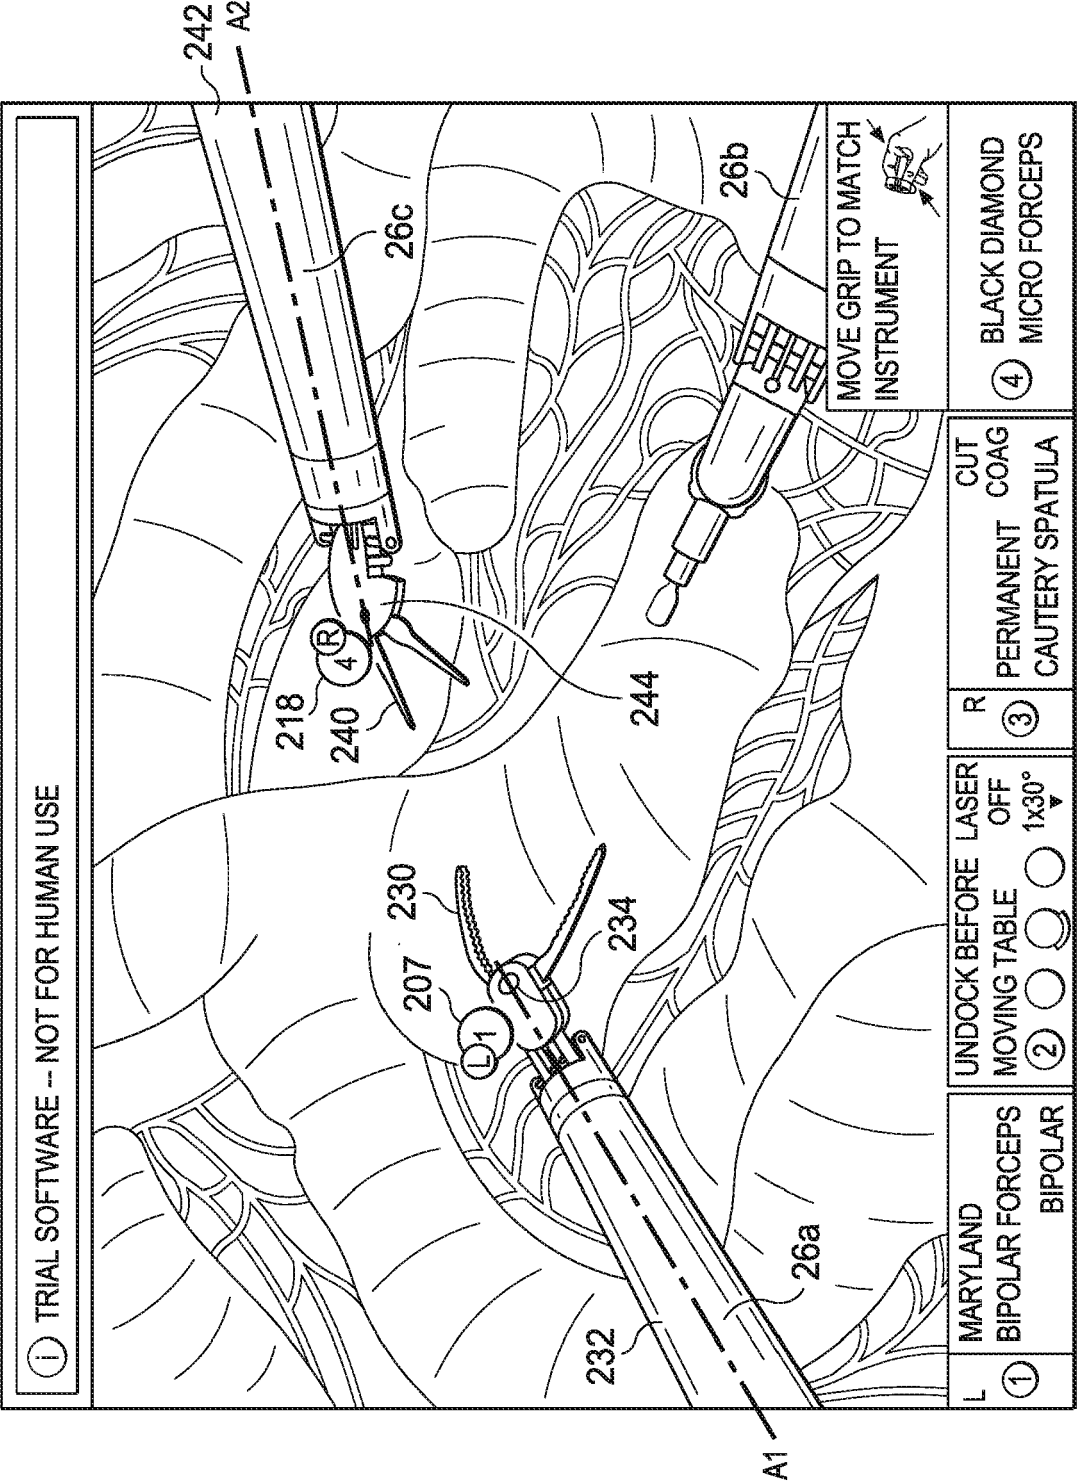 i TRIAL SOFTWARE -- NOT FOR HUMAN USE
242
A2
26c
218
4 R
240
244
230
207
L 1
234
26b
232
26a
A1
MOVE GRIP TO MATCH
INSTRUMENT
L
1
MARYLAND
BIPOLAR FORCEPS
BIPOLAR
UNDOCK BEFORE LASER
MOVING TABLE OFF
2 1x30°
R
3
CUT
PERMANENT COAG
CAUTERY SPATULA
4
BLACK DIAMOND
MICRO FORCEPS